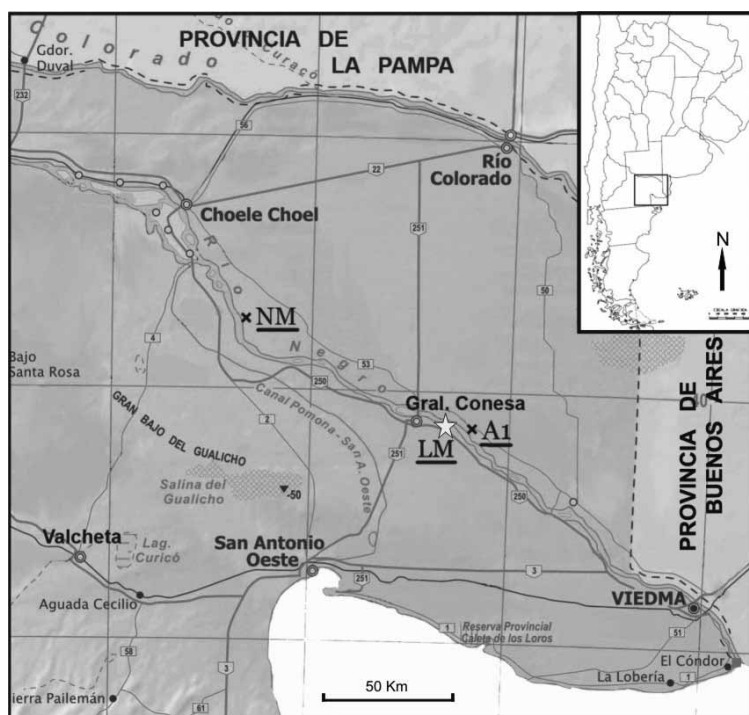 Colorado
Gdor.
Duval
PROVINCIA DE
LA PAMPA
Curacó
232
56
22
Río
Colorado
Choele Choel
251
Río
50
NM
4
Negro
53
Bajo
Santa Rosa
250
GRAN BAJO DEL GUALICHO
2
Canal Pomona - San A. Oeste
Gral. Conesa
A1
LM
251
Salina del
Gualicho
-50
250
40
PROVINCIA DE
BUENOS AIRES
N
Valcheta
Lag.
Curicó
San Antonio
Oeste
251
3
Aguada Cecilio
VIEDMA
1
Reserva Provincial
Caleta de los Loros
51
El Cóndor
La Lobería
1
58
3
ierra Pailemán
61
50 Km